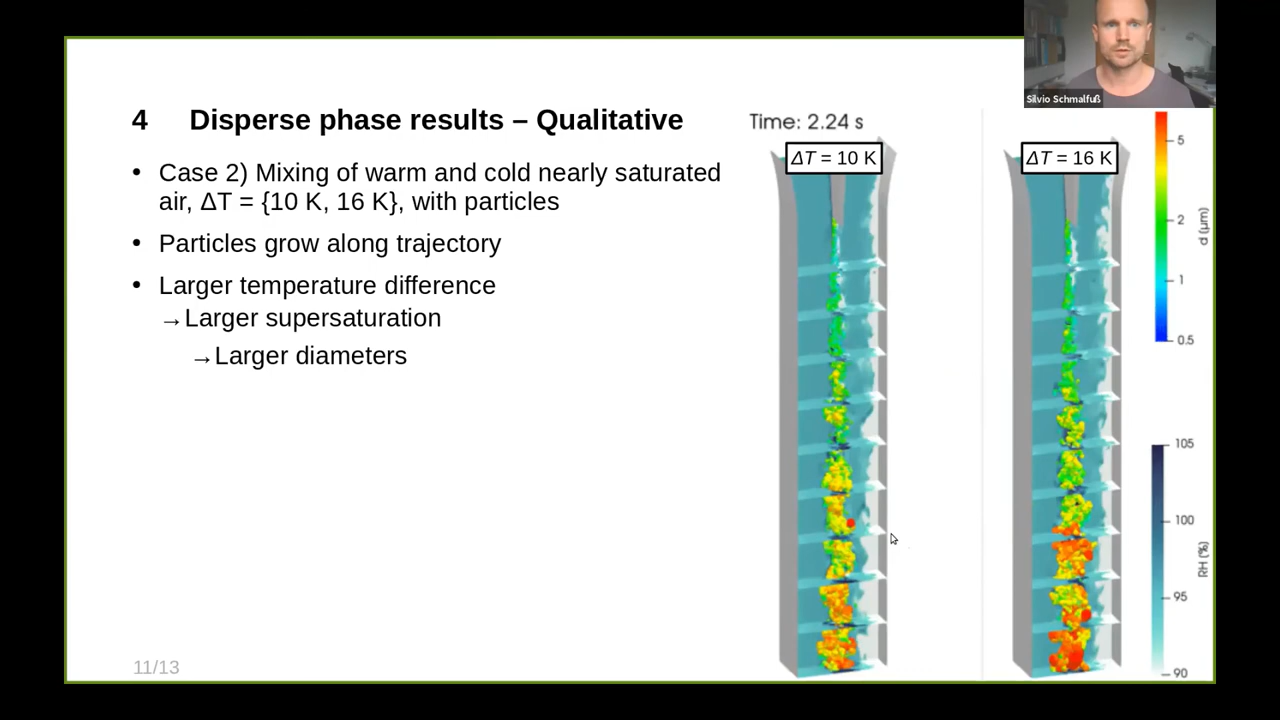 Silvio Schmalfuß
4 Disperse phase results – Qualitative
• Case 2) Mixing of warm and cold nearly saturated
air, ΔT = {10 K, 16 K}, with particles
• Particles grow along trajectory
• Larger temperature difference
→Larger supersaturation
→Larger diameters
11/13
Time: 2.24 s
ΔT = 10 K
ΔT = 16 K
5
2
1
0.5
d (µm)
105
100
95
90
RH (%)